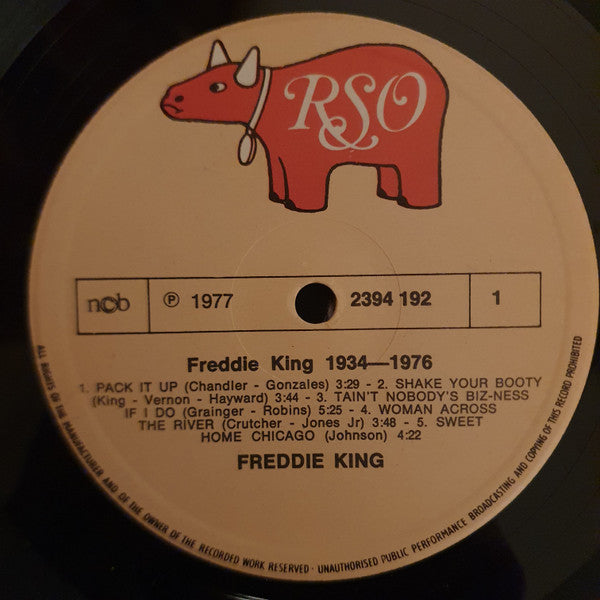 RSO
ncb
℗ 1977
2394 192
1
Freddie King 1934—1976
1. PACK IT UP (Chandler - Gonzales) 3:29 - 2. SHAKE YOUR BOOTY
(King - Vernon - Hayward) 3:44 - 3. TAIN'T NOBODY'S BIZ-NESS
IF I DO (Grainger - Robins) 5:25 - 4. WOMAN ACROSS
THE RIVER (Crutcher - Jones Jr) 3:48 - 5. SWEET
HOME CHICAGO (Johnson) 4:22
FREDDIE KING
ALL RIGHTS OF THE MANUFACTURER AND OF THE OWNER OF THE RECORDED WORK RESERVED · UNAUTHORISED PUBLIC PERFORMANCE BROADCASTING AND COPYING OF THIS RECORD PROHIBITED